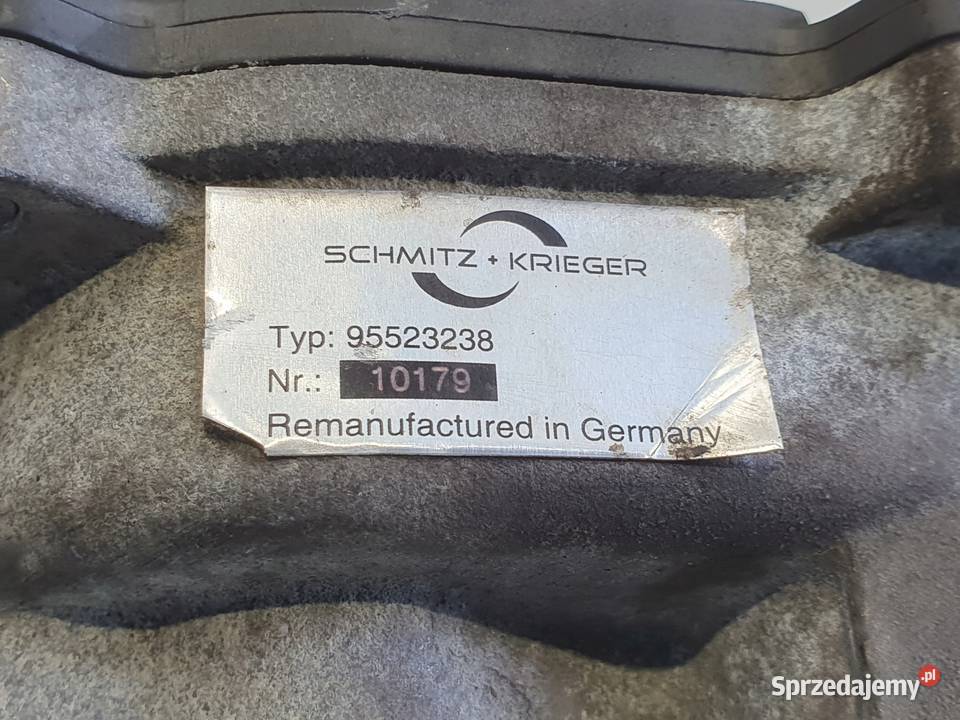 SCHMITZ + KRIEGER
Typ: 95523238
Nr.: 10179
Remanufactured in Germany
Sprzedajemy.pl